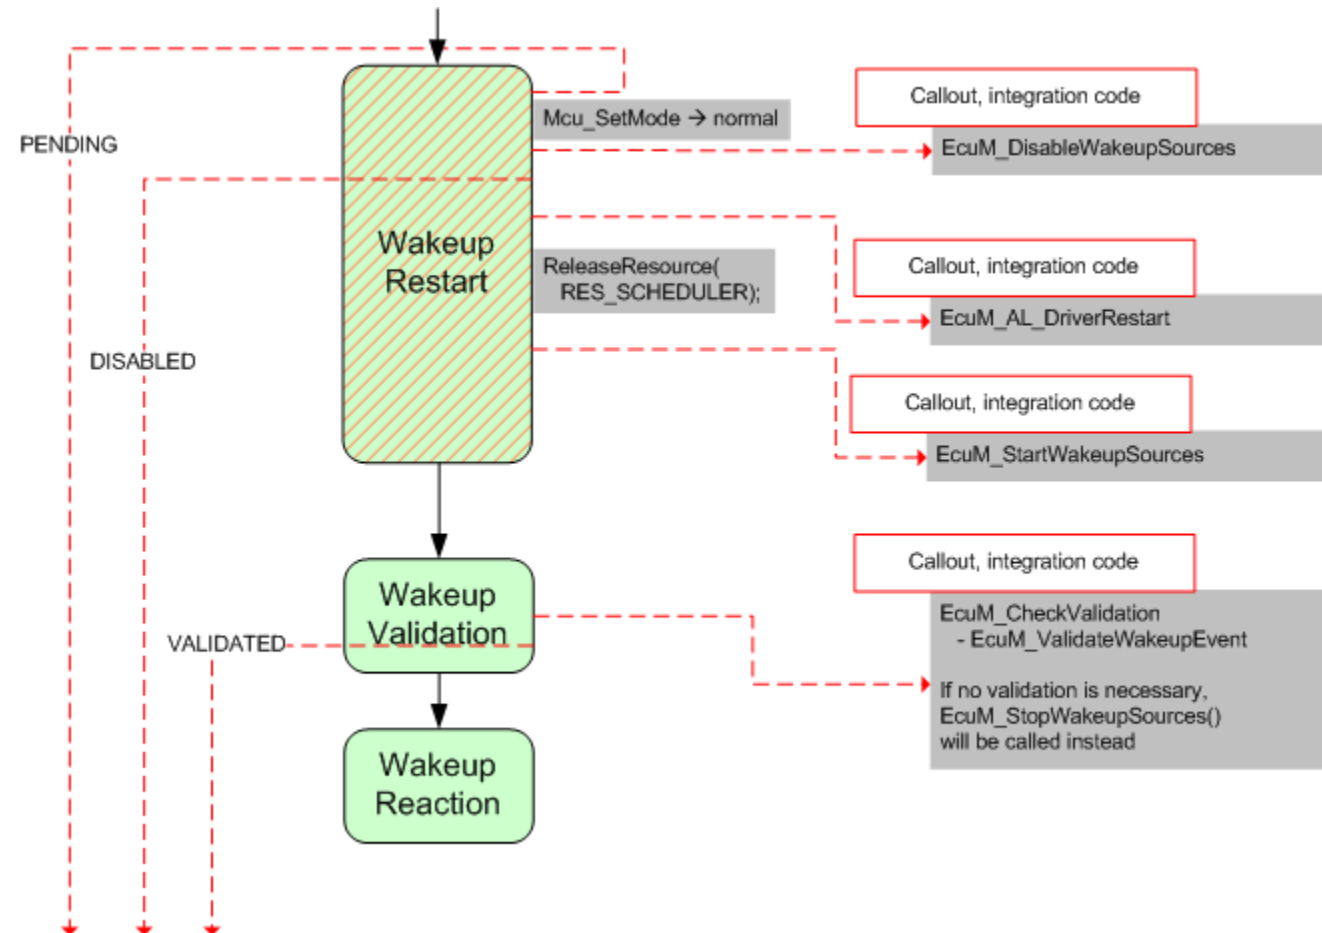 Callout, integration code
Mcu_SetMode → normal
PENDING
EcuM_DisableWakeupSources
Wakeup
Restart
Callout, integration code
ReleaseResource(
RES_SCHEDULER);
EcuM_AL_DriverRestart
DISABLED
Callout, integration code
EcuM_StartWakeupSources
Callout, integration code
Wakeup
Validation
EcuM_CheckValidation
- EcuM_ValidateWakeupEvent
VALIDATED
If no validation is necessary,
EcuM_StopWakeupSources()
will be called instead
Wakeup
Reaction